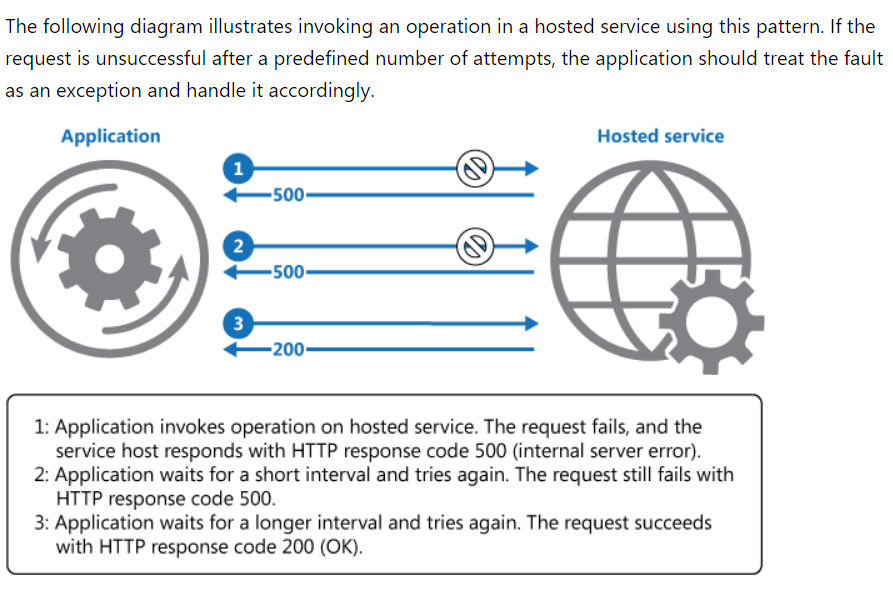 The following diagram illustrates invoking an operation in a hosted service using this pattern. If the
request is unsuccessful after a predefined number of attempts, the application should treat the fault
as an exception and handle it accordingly.
Application
Hosted service
1
500
2
500
3
200
1: Application invokes operation on hosted service. The request fails, and the
service host responds with HTTP response code 500 (internal server error).
2: Application waits for a short interval and tries again. The request still fails with
HTTP response code 500.
3: Application waits for a longer interval and tries again. The request succeeds
with HTTP response code 200 (OK).